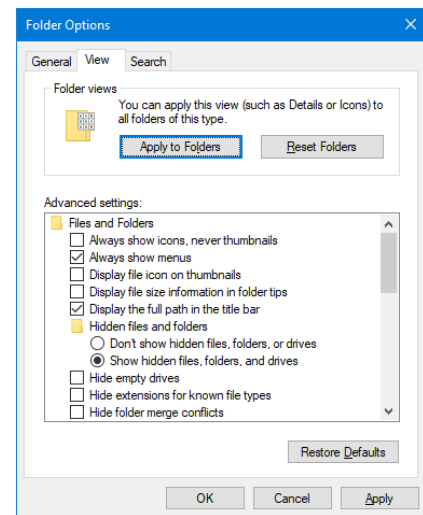 Folder Options
General View Search
Folder views
You can apply this view (such as Details or Icons) to
all folders of this type.
Apply to Folders Reset Folders
Advanced settings:
Files and Folders
Always show icons, never thumbnails
Always show menus
Display file icon on thumbnails
Display file size information in folder tips
Display the full path in the title bar
Hidden files and folders
Don't show hidden files, folders, or drives
Show hidden files, folders, and drives
Hide empty drives
Hide extensions for known file types
Hide folder merge conflicts
Restore Defaults
OK Cancel Apply